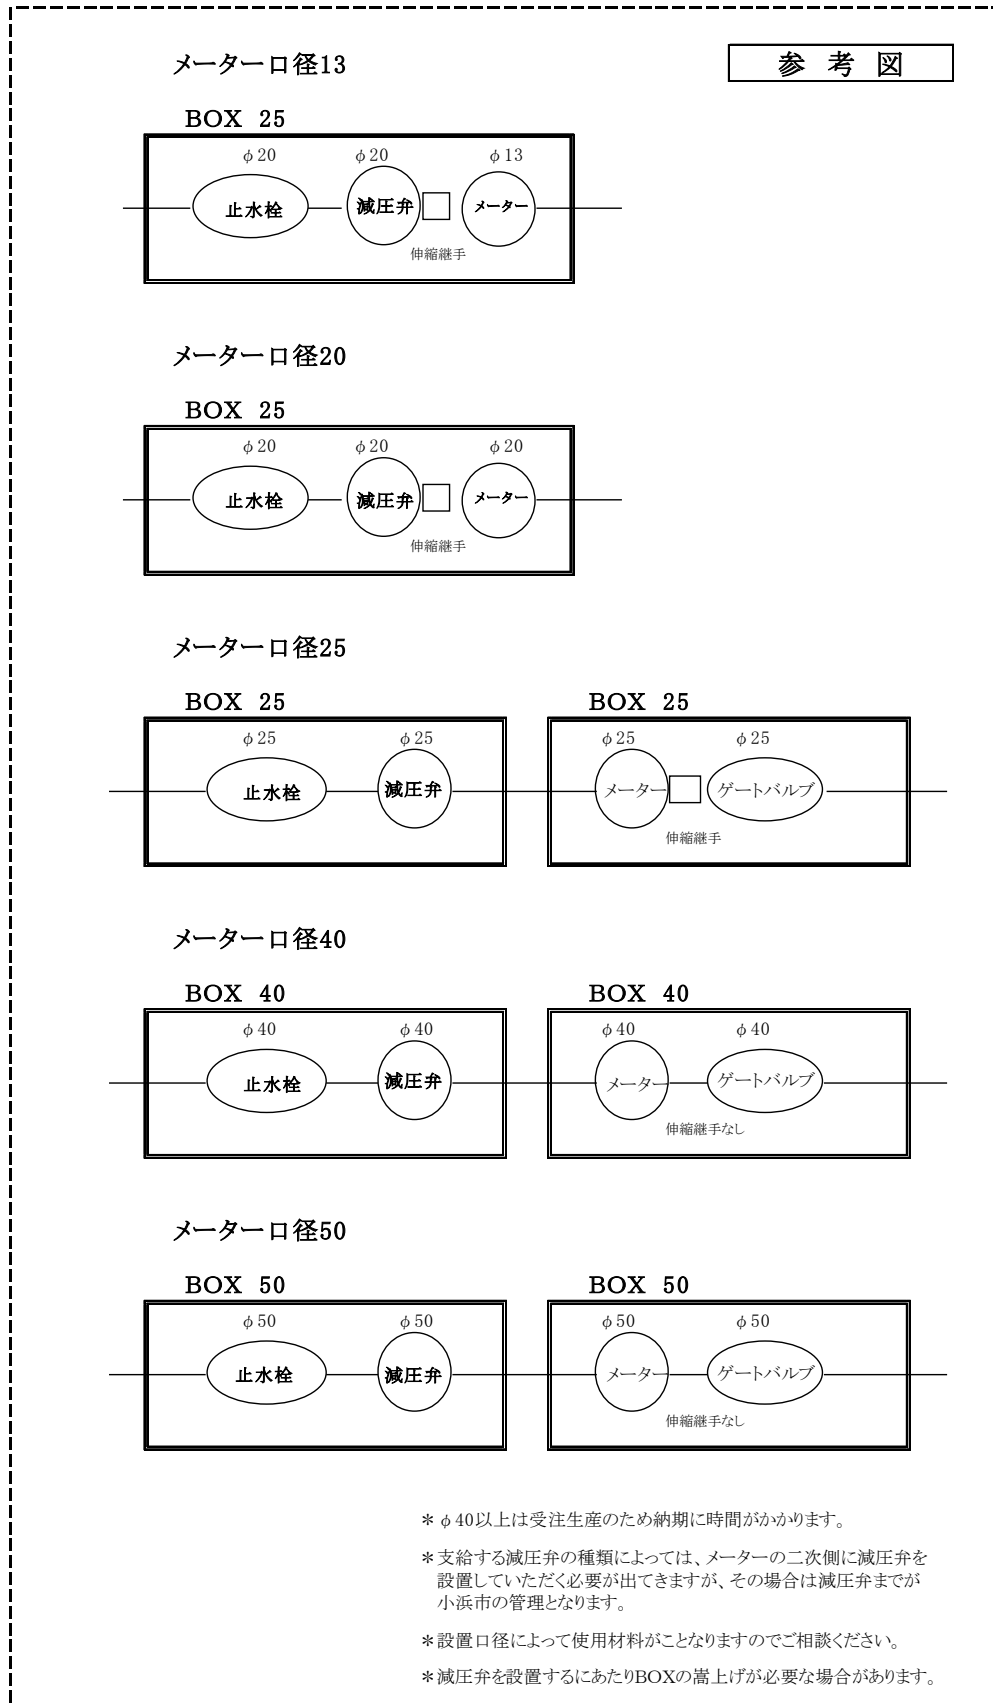 メーター口径13
参 考 図
BOX 25
φ20 φ20 φ13
止水栓 減圧弁 メーター
伸縮継手
メーター口径20
BOX 25
φ20 φ20 φ20
止水栓 減圧弁 メーター
伸縮継手
メーター口径25
BOX 25 BOX 25
φ25 φ25 φ25 φ25
止水栓 減圧弁 メーター ゲートバルブ
伸縮継手
メーター口径40
BOX 40 BOX 40
φ40 φ40 φ40 φ40
止水栓 減圧弁 メーター ゲートバルブ
伸縮継手なし
メーター口径50
BOX 50 BOX 50
φ50 φ50 φ50 φ50
止水栓 減圧弁 メーター ゲートバルブ
伸縮継手なし
＊φ40以上は受注生産のため納期に時間がかかります。
＊支給する減圧弁の種類によっては、メーターの二次側に減圧弁を
設置していただく必要が出てきますが、その場合は減圧弁までが
小浜市の管理となります。
＊設置口径によって使用材料がことなりますのでご相談ください。
＊減圧弁を設置するにあたりBOXの嵩上げが必要な場合があります。